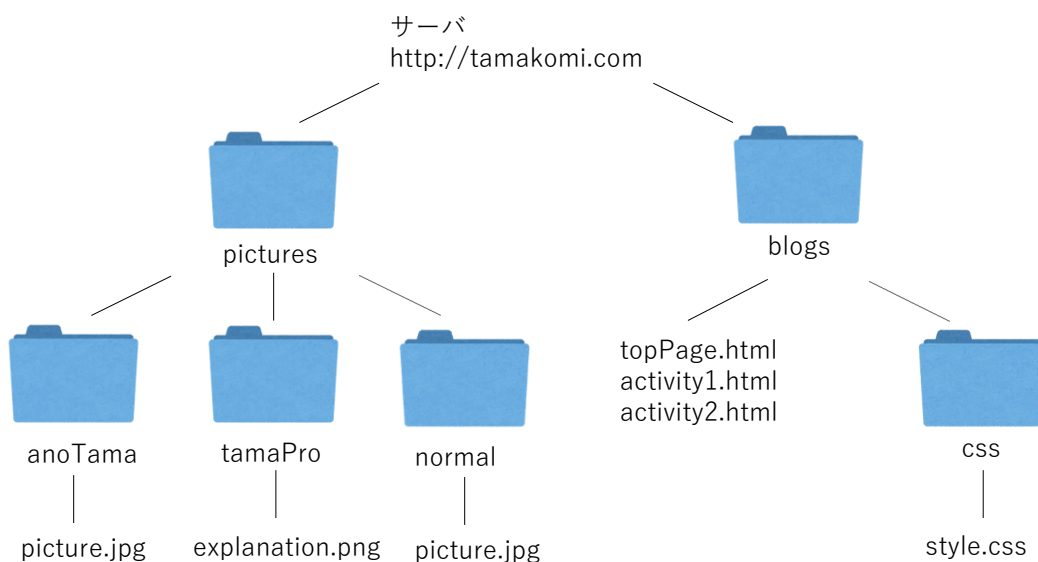 サーバ
http://tamakomi.com
pictures
blogs
topPage.html
activity1.html
activity2.html
anoTama
tamaPro
normal
css
picture.jpg
explanation.png
picture.jpg
style.css